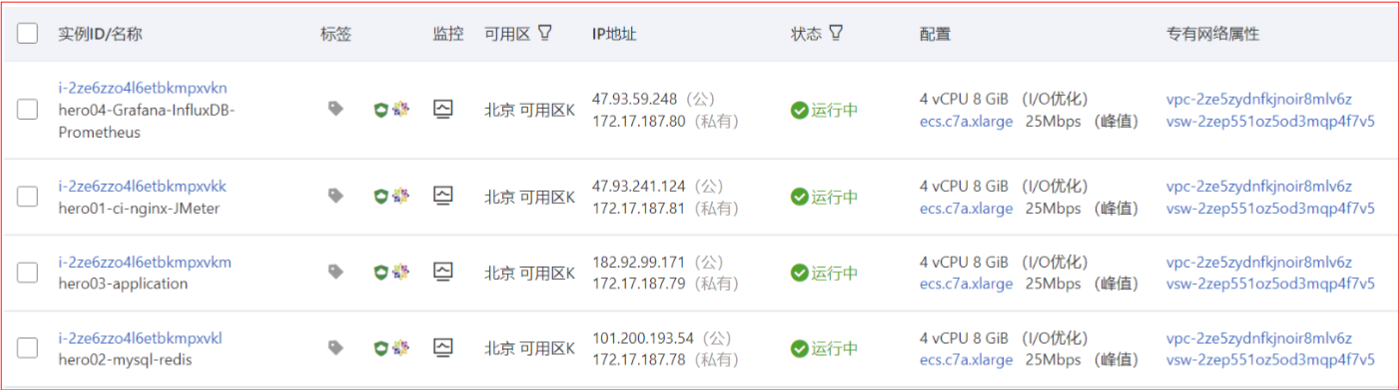 实例ID/名称 标签 监控 可用区 IP地址 状态 配置 专有网络属性
i-2ze6zzo4l6etbkmpxvkn
hero04-Grafana-InfluxDB-
Prometheus
北京 可用区K
47.93.59.248（公）
172.17.187.80（私有）
运行中
4 vCPU 8 GiB （I/O优化）
ecs.c7a.xlarge 25Mbps （峰值）
vpc-2ze5zydnfkjnoir8mlv6z
vsw-2zep551oz5od3mqp4f7v5
i-2ze6zzo4l6etbkmpxvkk
hero01-ci-nginx-JMeter
北京 可用区K
47.93.241.124（公）
172.17.187.81（私有）
运行中
4 vCPU 8 GiB （I/O优化）
ecs.c7a.xlarge 25Mbps （峰值）
vpc-2ze5zydnfkjnoir8mlv6z
vsw-2zep551oz5od3mqp4f7v5
i-2ze6zzo4l6etbkmpxvkm
hero03-application
北京 可用区K
182.92.99.171（公）
172.17.187.79（私有）
运行中
4 vCPU 8 GiB （I/O优化）
ecs.c7a.xlarge 25Mbps （峰值）
vpc-2ze5zydnfkjnoir8mlv6z
vsw-2zep551oz5od3mqp4f7v5
i-2ze6zzo4l6etbkmpxvkl
hero02-mysql-redis
北京 可用区K
101.200.193.54（公）
172.17.187.78（私有）
运行中
4 vCPU 8 GiB （I/O优化）
ecs.c7a.xlarge 25Mbps （峰值）
vpc-2ze5zydnfkjnoir8mlv6z
vsw-2zep551oz5od3mqp4f7v5